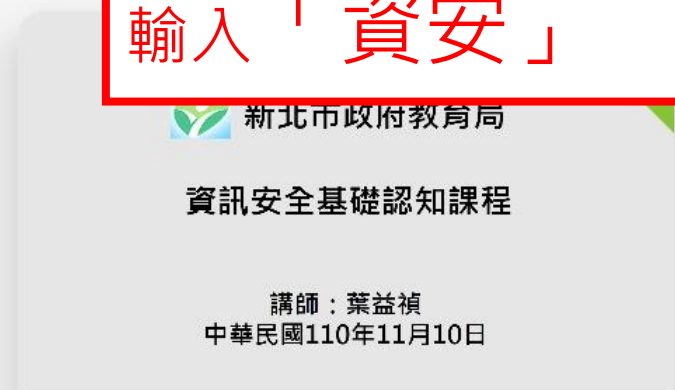 輸入「資安」
新北市政府教育局
資訊安全基礎認知課程
講師：葉益禎
中華民國110年11月10日